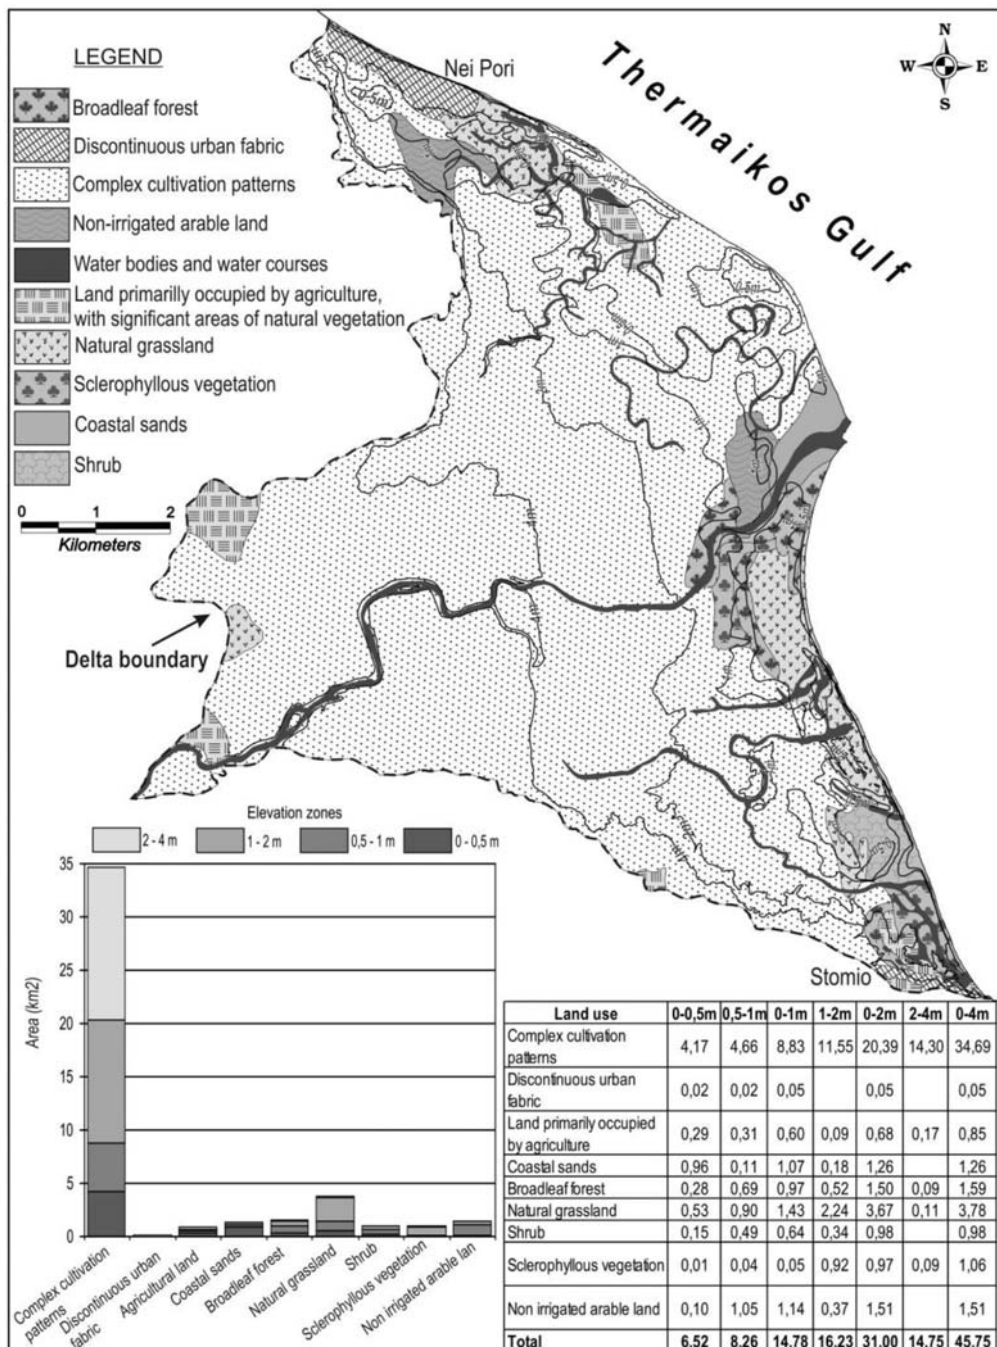 LEGEND
Broadleaf forest
Discontinuous urban fabric
Complex cultivation patterns
Non-irrigated arable land
Water bodies and water courses
Land primarilly occupied by agriculture,
with significant areas of natural vegetation
Natural grassland
Sclerophyllous vegetation
Coastal sands
Shrub
0 1 2
Kilometers
Nei Pori
Thermaikos Gulf
N
W E
S
0.5m
0.5m
4m
4m
Delta boundary
Stomio
Elevation zones
2 - 4 m
1 - 2 m
0,5 - 1 m
0 - 0,5 m
Area (km2)
35
30
25
20
15
10
5
0
Complex cultivation
patterns
Discontinuous urban
fabric
Agricultural land
Coastal sands
Broadleaf forest
Natural grassland
Shrub
Sclerophyllous vegetation
Non irrigated arable lan
Land use 0-0,5m 0,5-1m 0-1m 1-2m 0-2m 2-4m 0-4m
Complex cultivation
patterns 4,17 4,66 8,83 11,55 20,39 14,30 34,69
Discontinuous urban
fabric 0,02 0,02 0,05 0,05 0,05
Land primarily occupied
by agriculture 0,29 0,31 0,60 0,09 0,68 0,17 0,85
Coastal sands 0,96 0,11 1,07 0,18 1,26 1,26
Broadleaf forest 0,28 0,69 0,97 0,52 1,50 0,09 1,59
Natural grassland 0,53 0,90 1,43 2,24 3,67 0,11 3,78
Shrub 0,15 0,49 0,64 0,34 0,98 0,98
Sclerophyllous vegetation 0,01 0,04 0,05 0,92 0,97 0,09 1,06
Non irrigated arable land 0,10 1,05 1,14 0,37 1,51 1,51
Total 6,52 8,26 14,78 16,23 31,00 14,75 45,75